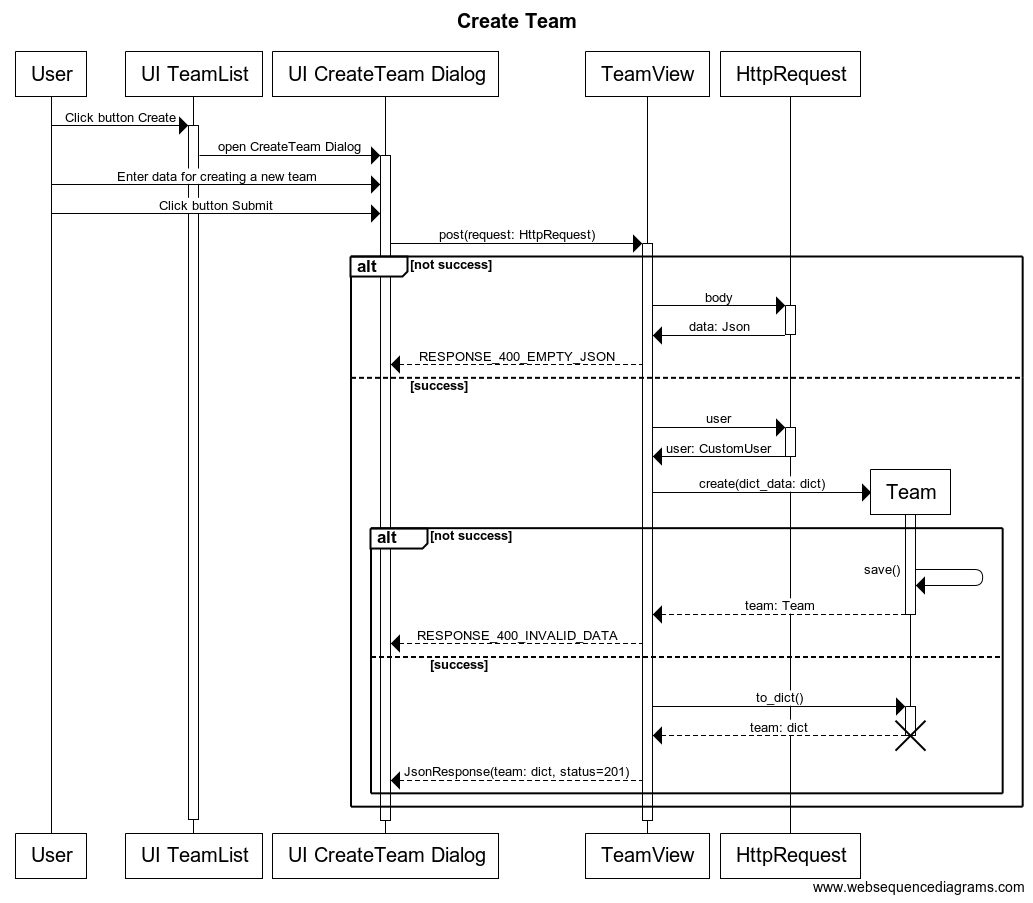 Create Team
User
UI TeamList
UI CreateTeam Dialog
TeamView
HttpRequest
Click button Create
open CreateTeam Dialog
Enter data for creating a new team
Click button Submit
post(request: HttpRequest)
alt
[not success]
body
data: Json
RESPONSE_400_EMPTY_JSON
[success]
user
user: CustomUser
create(dict_data: dict)
Team
alt
[not success]
save()
team: Team
RESPONSE_400_INVALID_DATA
[success]
to_dict()
team: dict
JsonResponse(team: dict, status=201)
User
UI TeamList
UI CreateTeam Dialog
TeamView
HttpRequest
www.websequencediagrams.com